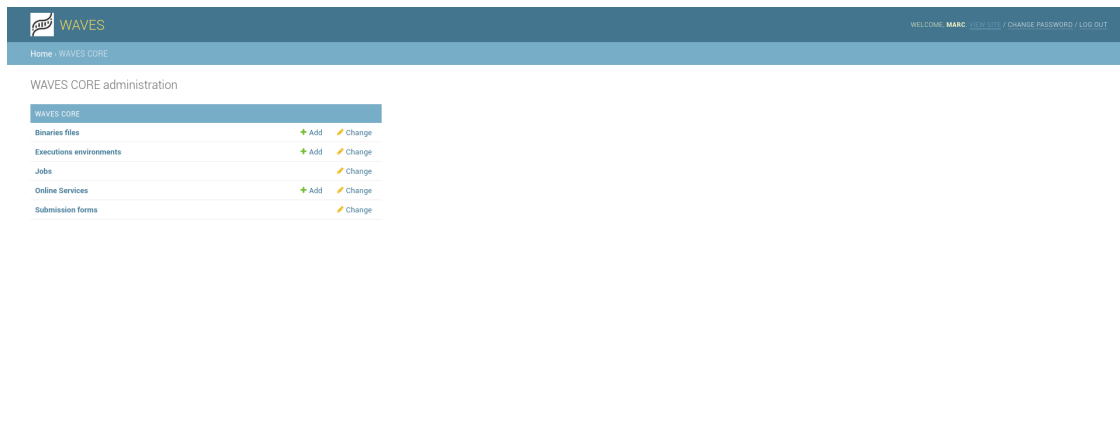 WAVES
WELCOME, MARC. VIEW SITE / CHANGE PASSWORD / LOG OUT
Home › WAVES CORE
WAVES CORE administration
WAVES CORE
Binaries files Add Change
Executions environments Add Change
Jobs Change
Online Services Add Change
Submission forms Change